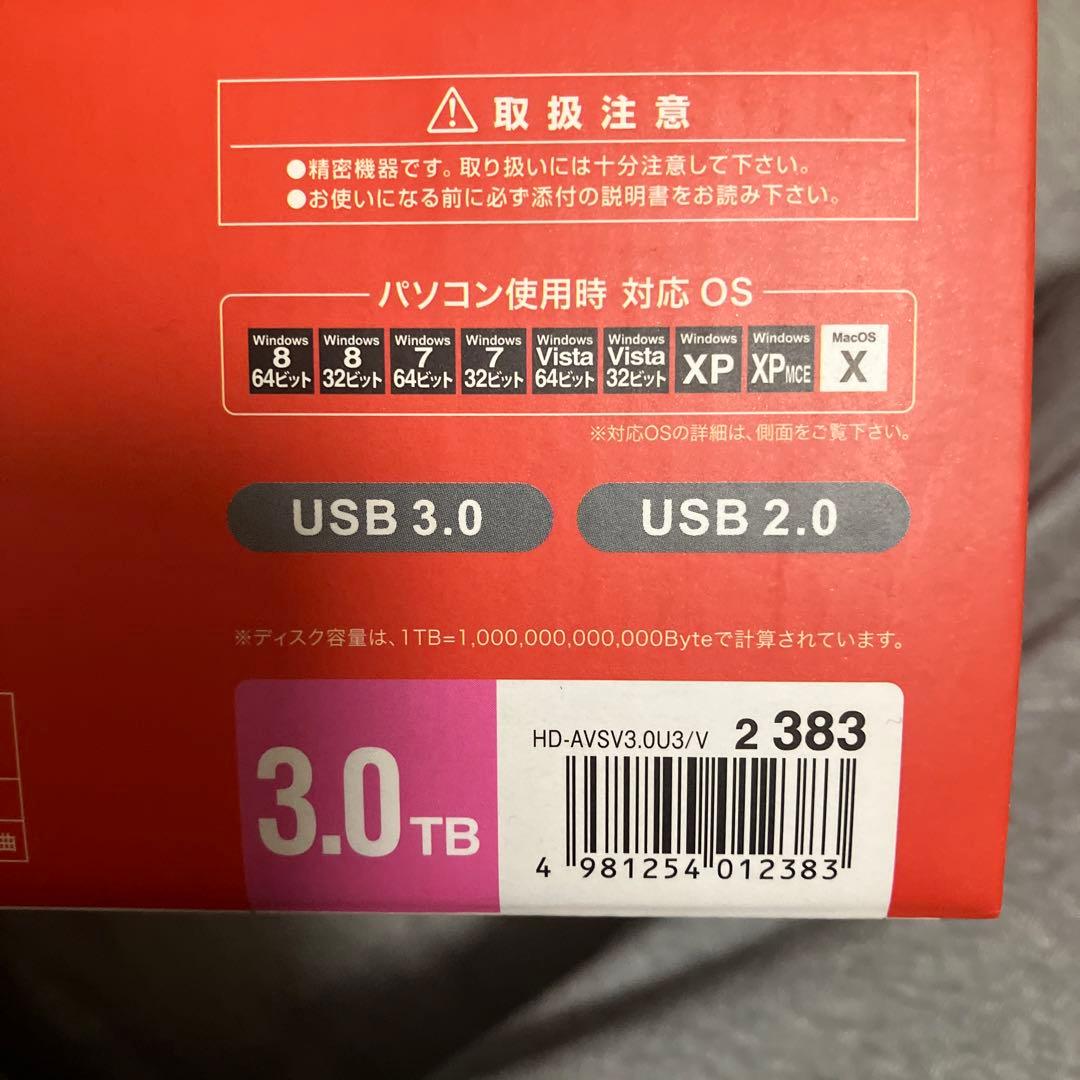 ⚠取扱注意
●精密機器です。取り扱いには十分注意して下さい。
●お使いになる前に必ず添付の説明書をお読み下さい。
パソコン使用時 対応 OS
Windows 8 64ビット Windows 8 32ビット Windows 7 64ビット Windows 7 32ビット Windows Vista 64ビット Windows Vista 32ビット Windows XP Windows XP MCE MacOS X
※対応OSの詳細は、側面をご覧下さい。
USB 3.0 USB 2.0
※ディスク容量は、1TB=1,000,000,000,000Byteで計算されています。
3.0TB
HD-AVSV3.0U3/V 2 383
4 981254 012383
曲